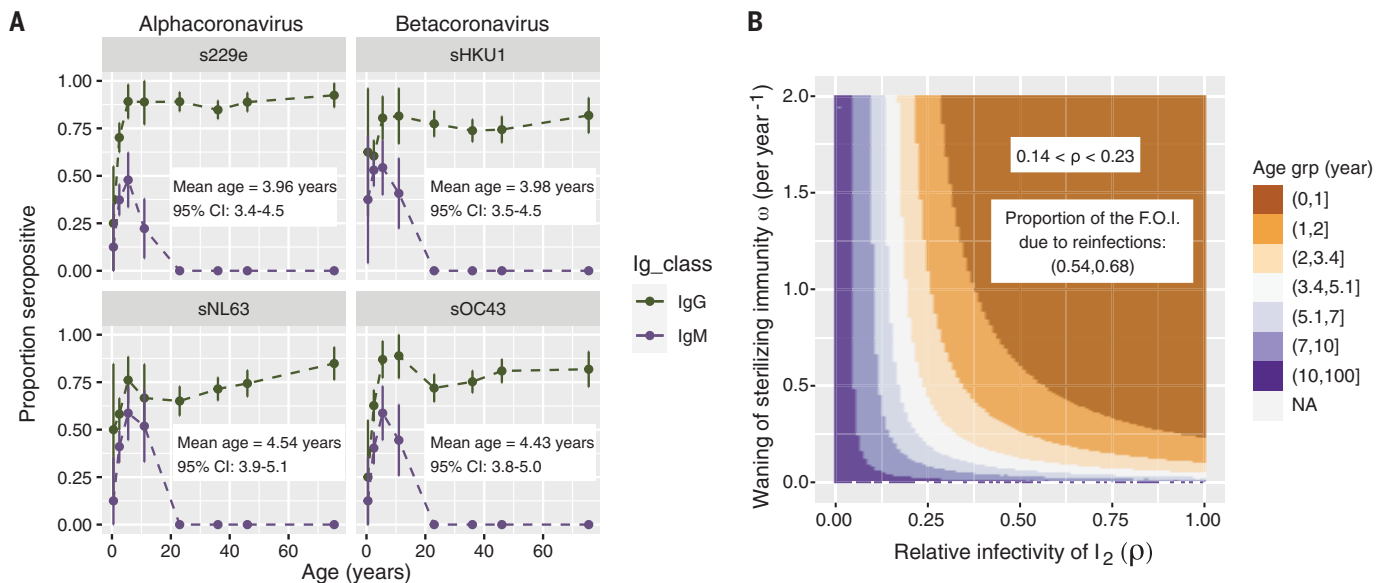 A
Alphacoronavirus
Betacoronavirus
s229e
sHKU1
1.00
0.75
0.50
0.25
0.00
Mean age = 3.96 years
95% CI: 3.4-4.5
Mean age = 3.98 years
95% CI: 3.5-4.5
sNL63
sOC43
1.00
0.75
0.50
0.25
0.00
Mean age = 4.54 years
95% CI: 3.9-5.1
Mean age = 4.43 years
95% CI: 3.8-5.0
0 20 40 60
0 20 40 60
Age (years)
Proportion seropositive
Ig_class
IgG
IgM
B
Waning of sterilizing immunity ω (per year⁻¹)
2.0
1.5
1.0
0.5
0.0
0.14 < ρ < 0.23
Proportion of the F.O.I.
due to reinfections:
(0.54,0.68)
0.00 0.25 0.50 0.75 1.00
Relative infectivity of I₂ (ρ)
Age grp (year)
(0,1]
(1,2]
(2,3.4]
(3.4,5.1]
(5.1,7]
(7,10]
(10,100]
NA